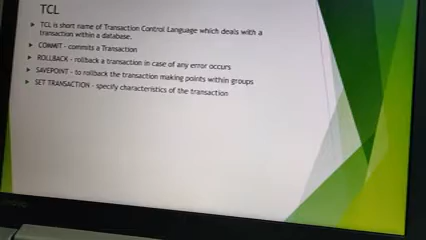 TCL
▶ TCL is short name of Transaction Control Language which deals with a
transaction within a database.
▶ COMMIT - commits a Transaction
▶ ROLLBACK - rollback a transaction in case of any error occurs
▶ SAVEPOINT - to rollback the transaction making points within groups
▶ SET TRANSACTION - specify characteristics of the transaction